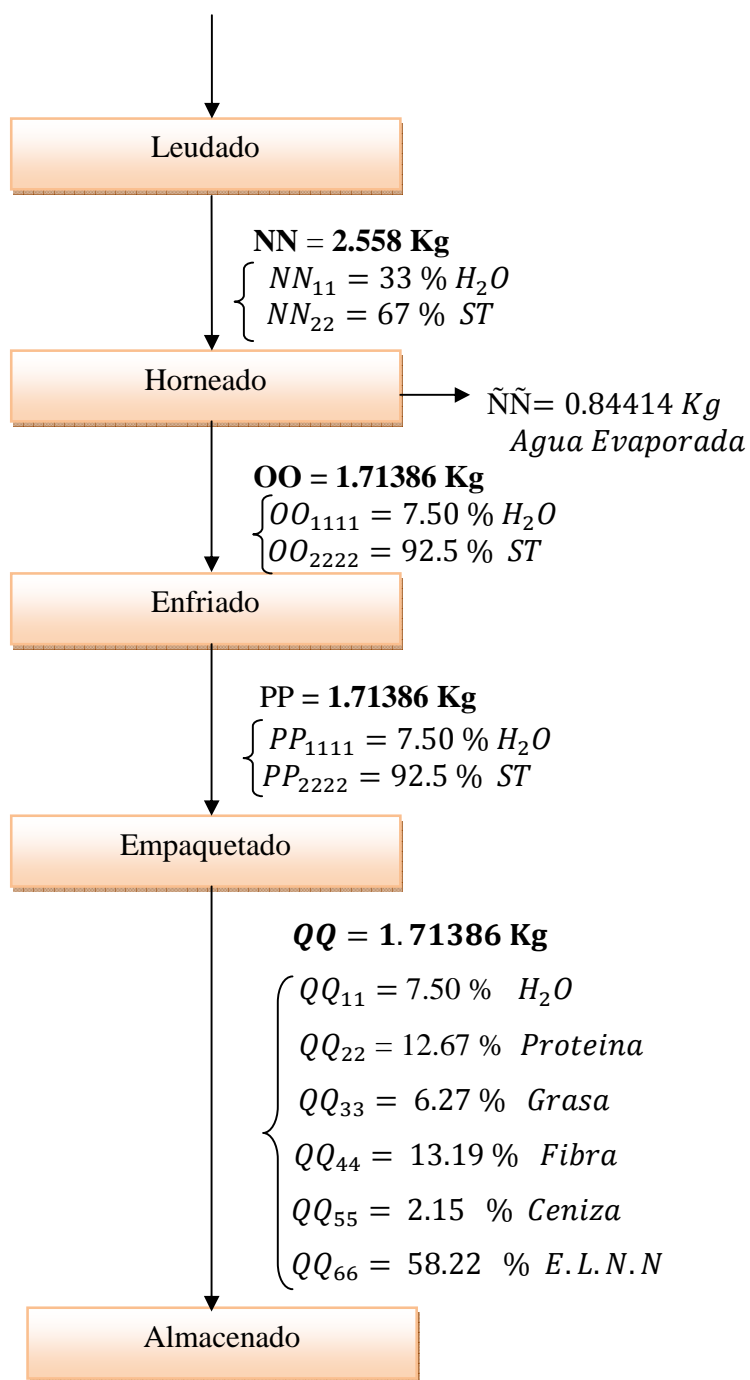 Leudado
NN = 2.558 Kg
NN₁₁ = 33 % H₂O
NN₂₂ = 67 % ST
Horneado
ÑÑ= 0.84414 Kg
Agua Evaporada
OO = 1.71386 Kg
OO₁₁₁₁ = 7.50 % H₂O
OO₂₂₂₂ = 92.5 % ST
Enfriado
PP = 1.71386 Kg
PP₁₁₁₁ = 7.50 % H₂O
PP₂₂₂₂ = 92.5 % ST
Empaquetado
QQ = 1.71386 Kg
QQ₁₁ = 7.50 % H₂O
QQ₂₂ = 12.67 % Proteina
QQ₃₃ = 6.27 % Grasa
QQ₄₄ = 13.19 % Fibra
QQ₅₅ = 2.15 % Ceniza
QQ₆₆ = 58.22 % E.L.N.N
Almacenado